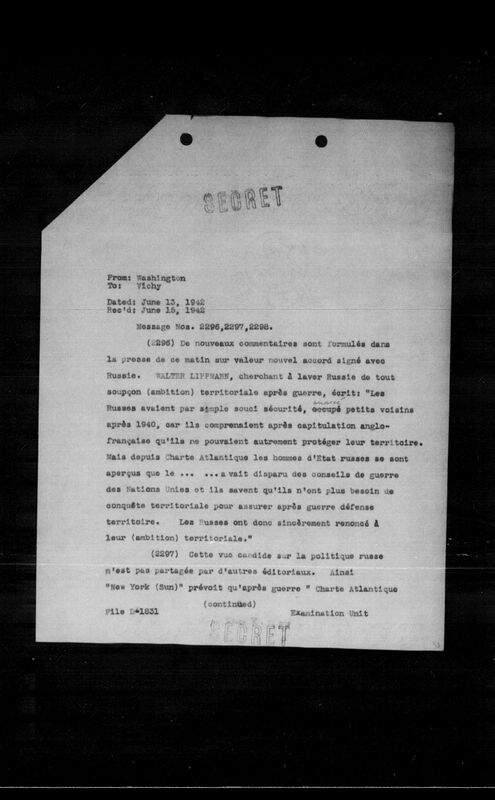 SECRET
From: Washington
To: Vichy
Dated: June 13, 1942
Rec'd: June 15, 1942
Message Nos. 2296,2297,2298.
(2296) De nouveaux commentaires sont formulés dans
la presse de ce matin sur valeur nouvel accord signé avec
Russie. WALTER LIPPMANN, cherchant à laver Russie de tout
soupçon (ambition) territoriale après guerre, écrit: "Les
Russes avaient par simple souci sécurité, occupé petits voisins
après 1940, car ils comprenaient après capitulation anglo-
française qu'ils ne pouvaient autrement protéger leur territoire.
Mais depuis Charte Atlantique les hommes d'Etat russes se sont
aperçus que le ... ...a vait disparu des conseils de guerre
des Nations Unies et ils savent qu'ils n'ont plus besoin de
conquête territoriale pour assurer après guerre défense
territoire. Les Russes ont donc sincèrement renoncé à
leur (ambition) territoriale."
(2297) Cette vue candide sur la politique russe
n'est pas partagée par d'autres éditoriaux. Ainsi
"New York (Sun)" prévoit qu'après guerre " Charte Atlantique
(continued)
File D-1831 Examination Unit
SECRET